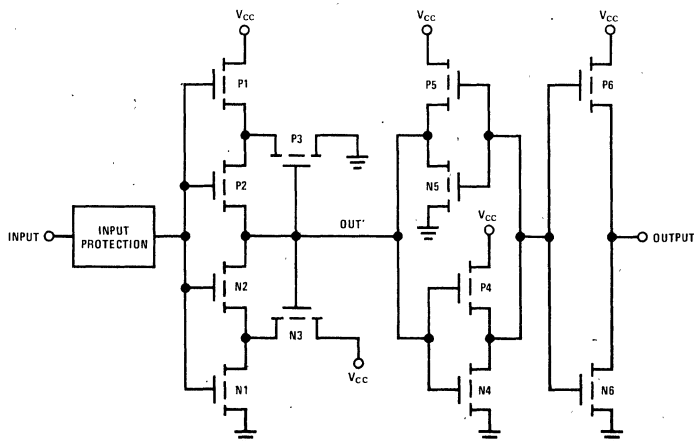 VCC
VCC
VCC
P1
P5
P6
P3
P2
N5
VCC
INPUT
INPUT
PROTECTION
OUT'
OUTPUT
P4
N2
N3
VCC
N1
N4
N6